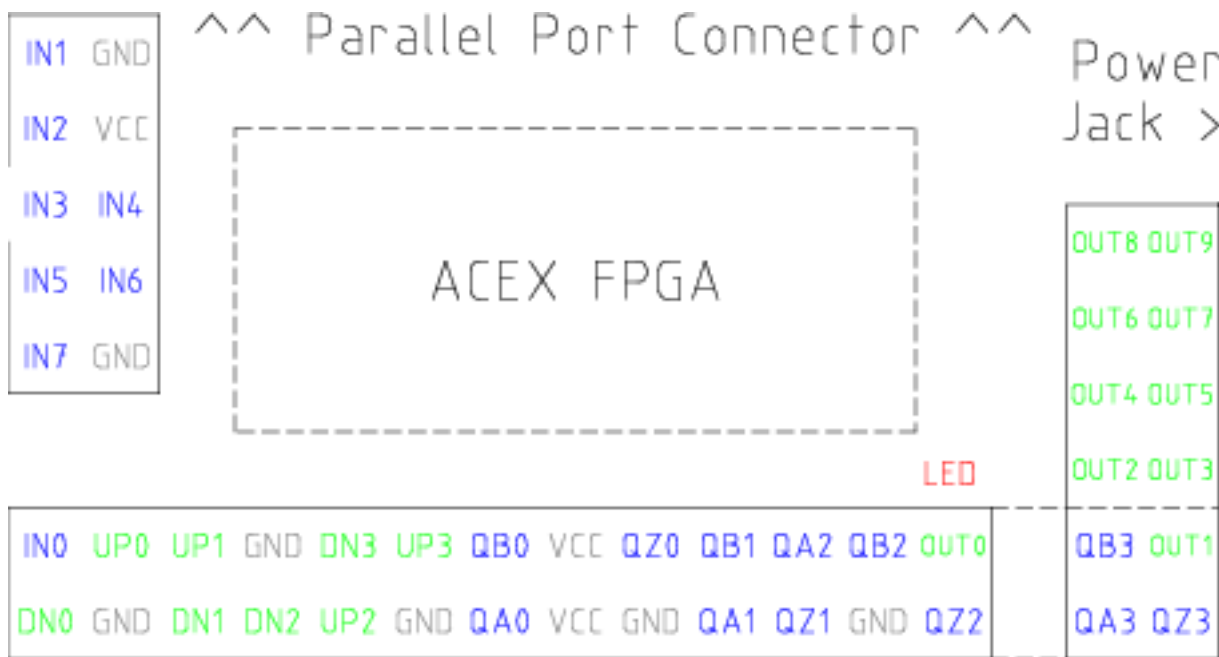 ^^ Parallel Port Connector ^^
Power
Jack >
IN1 GND
IN2 VCC
IN3 IN4
IN5 IN6
IN7 GND
ACEX FPGA
OUT8 OUT9
OUT6 OUT7
OUT4 OUT5
OUT2 OUT3
LED
IN0 UP0 UP1 GND DN3 UP3 QB0 VCC QZ0 QB1 QA2 QB2 OUT0 QB3 OUT1
DN0 GND DN1 DN2 UP2 GND QA0 VCC GND QA1 QZ1 GND QZ2 QA3 QZ3